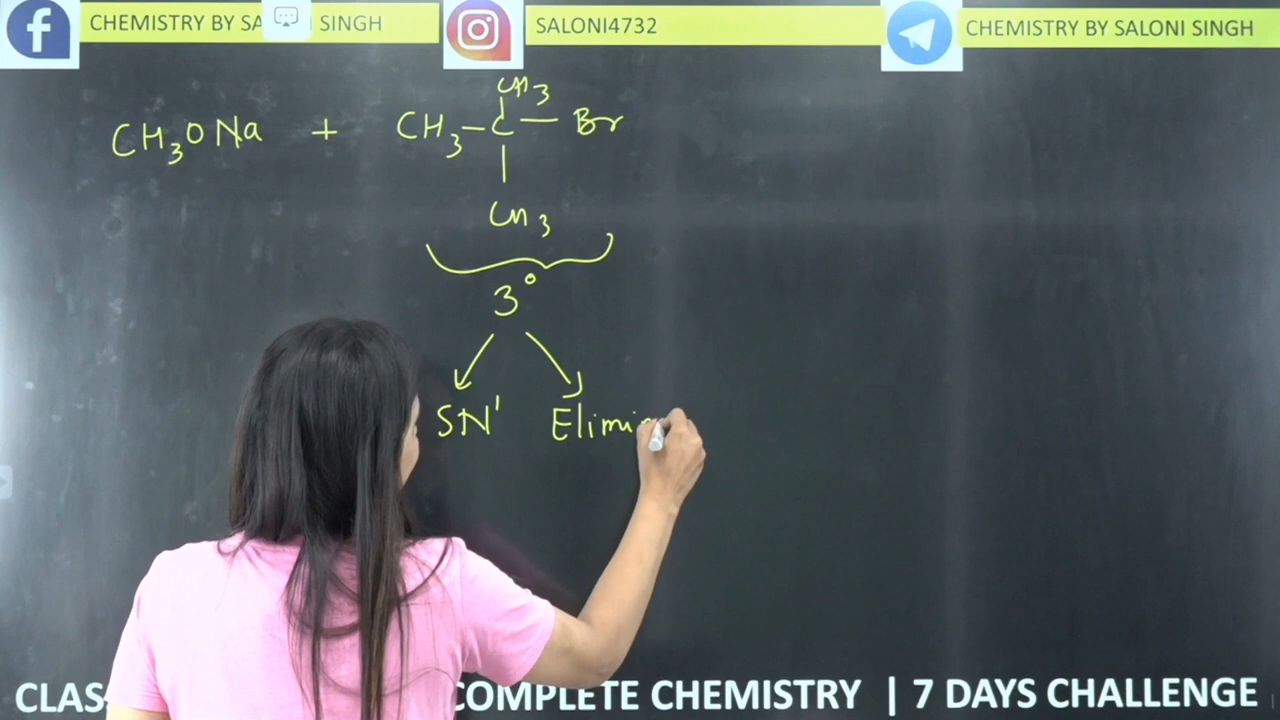 CHEMISTRY BY SA SINGH
SALONI4732
CHEMISTRY BY SALONI SINGH
CH3
CH3ONa + CH3-C-Br
CH3
3°
SN¹ Elimi
CLAS COMPLETE CHEMISTRY | 7 DAYS CHALLENGE